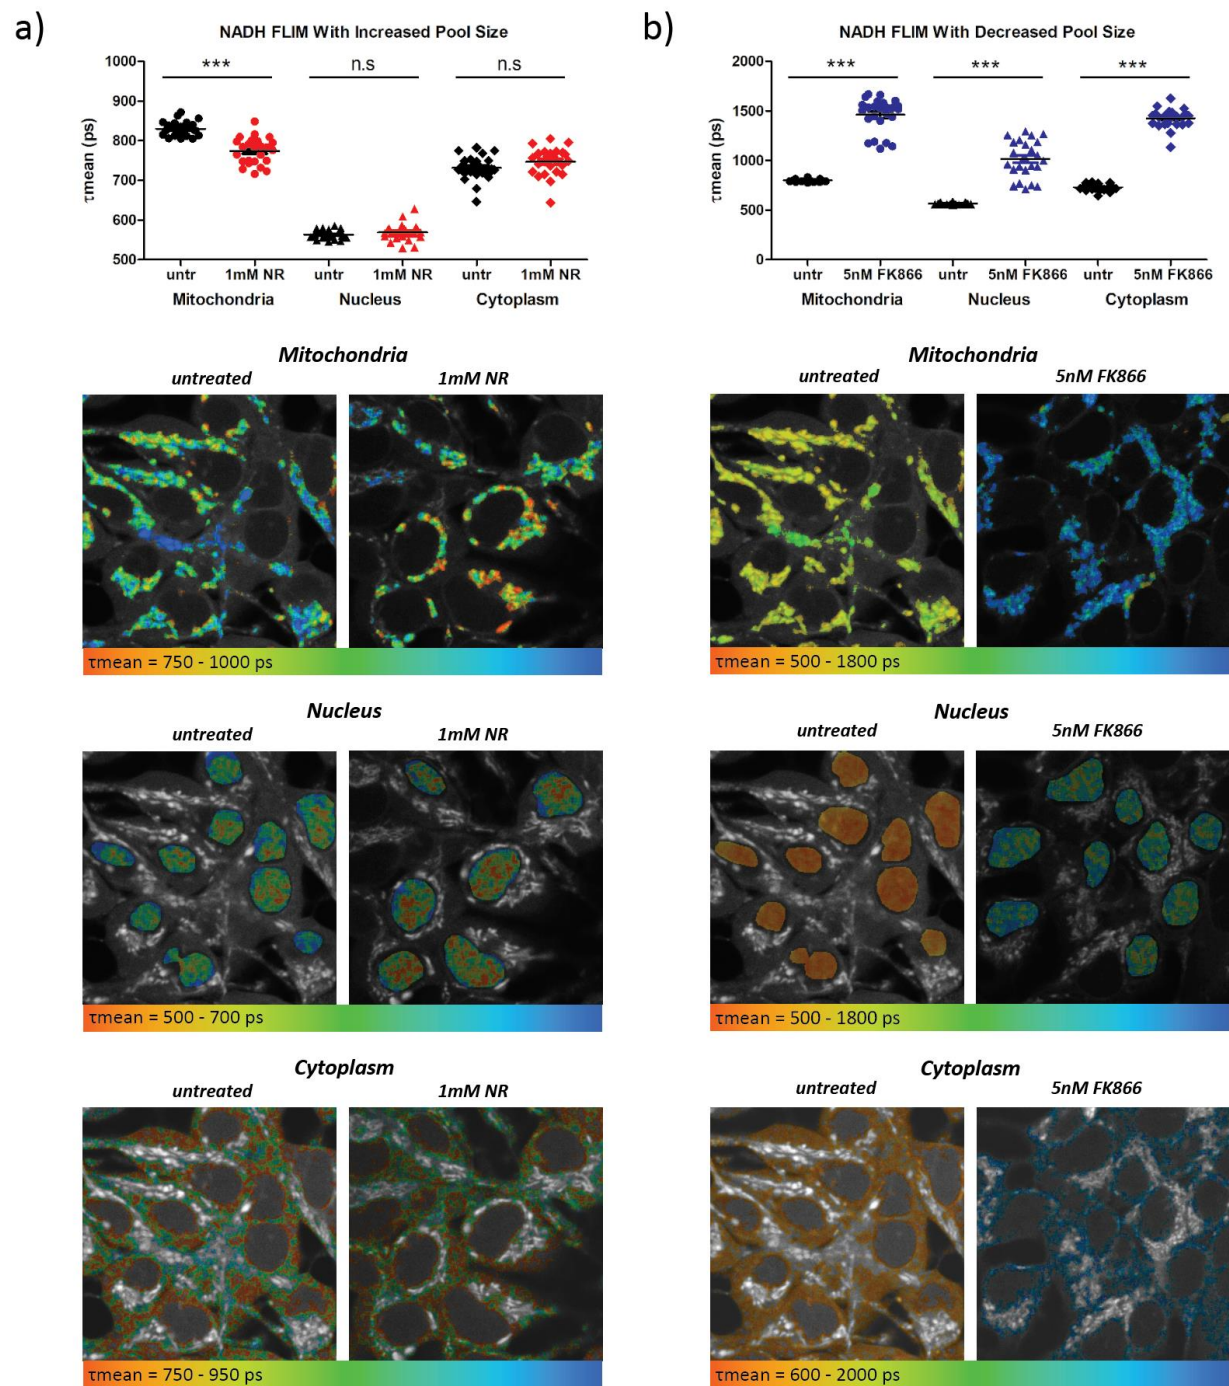 a)
NADH FLIM With Increased Pool Size
1000
900
800
700
600
500
τmean (ps)
***
n.s
n.s
untr 1mM NR untr 1mM NR untr 1mM NR
Mitochondria Nucleus Cytoplasm
Mitochondria
untreated 1mM NR
τmean = 750 - 1000 ps
Nucleus
untreated 1mM NR
τmean = 500 - 700 ps
Cytoplasm
untreated 1mM NR
τmean = 750 - 950 ps
b)
NADH FLIM With Decreased Pool Size
2000
1500
1000
500
0
τmean (ps)
***
***
***
untr 5nM FK866 untr 5nM FK866 untr 5nM FK866
Mitochondria Nucleus Cytoplasm
Mitochondria
untreated 5nM FK866
τmean = 500 - 1800 ps
Nucleus
untreated 5nM FK866
τmean = 500 - 1800 ps
Cytoplasm
untreated 5nM FK866
τmean = 600 - 2000 ps